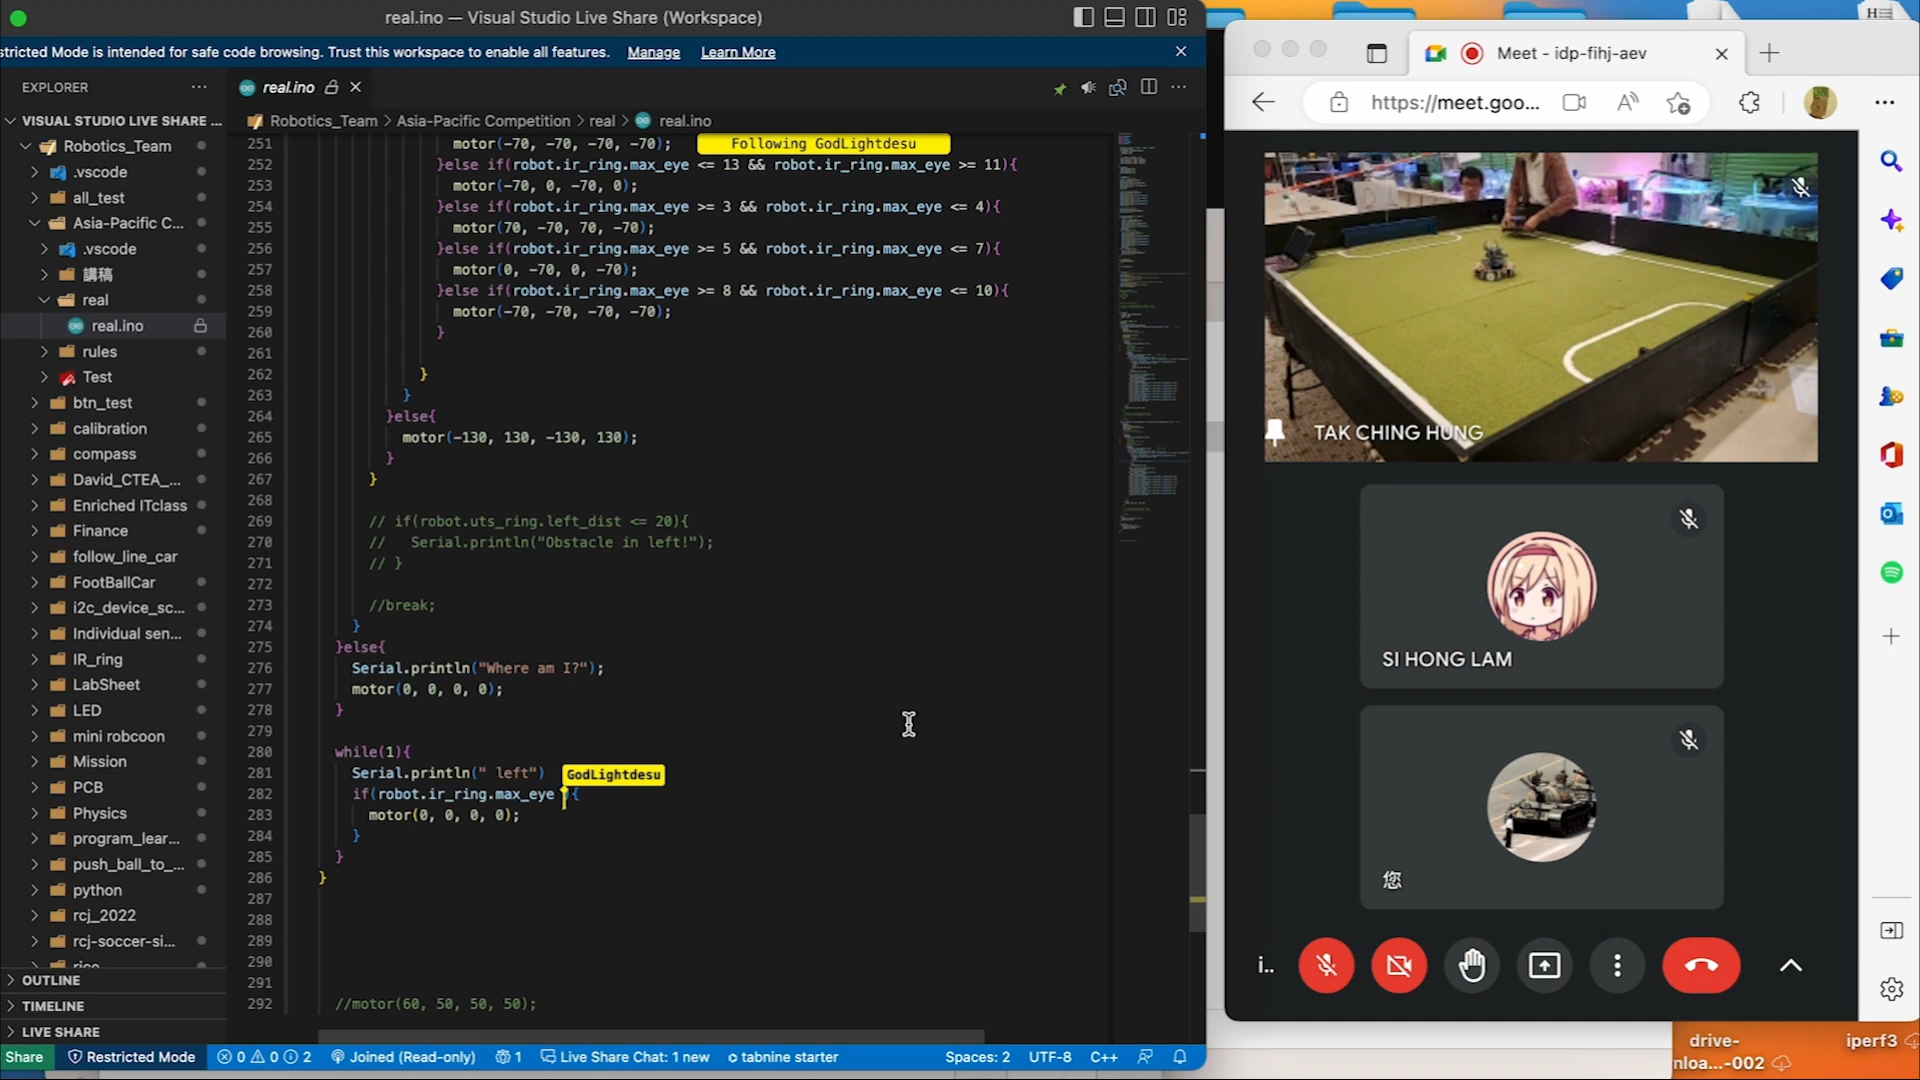 real.ino — Visual Studio Live Share (Workspace)
stricted Mode is intended for safe code browsing. Trust this workspace to enable all features. Manage Learn More
EXPLORER
VISUAL STUDIO LIVE SHARE ...
Robotics_Team
.vscode
all_test
Asia-Pacific C...
.vscode
講稿
real
real.ino
rules
Test
btn_test
calibration
compass
David_CTEA_...
Enriched ITclass
Finance
follow_line_car
FootBallCar
i2c_device_sc...
Individual sen...
IR_ring
LabSheet
LED
mini robcoon
Mission
PCB
Physics
program_lear...
push_ball_to_...
python
rcj_2022
rcj-soccer-si...
OUTLINE
TIMELINE
LIVE SHARE
real.ino
Robotics_Team > Asia-Pacific Competition > real > real.ino
Following GodLightdesu
251 motor(-70, -70, -70, -70);
252 }else if(robot.ir_ring.max_eye <= 13 && robot.ir_ring.max_eye >= 11){
253 motor(-70, 0, -70, 0);
254 }else if(robot.ir_ring.max_eye >= 3 && robot.ir_ring.max_eye <= 4){
255 motor(70, -70, 70, -70);
256 }else if(robot.ir_ring.max_eye >= 5 && robot.ir_ring.max_eye <= 7){
257 motor(0, -70, 0, -70);
258 }else if(robot.ir_ring.max_eye >= 8 && robot.ir_ring.max_eye <= 10){
259 motor(-70, -70, -70, -70);
260 }
261
262 }
263 }
264 }else{
265 motor(-130, 130, -130, 130);
266 }
267 }
268
269 // if(robot.uts_ring.left_dist <= 20){
270 // Serial.println("Obstacle in left!");
271 // }
272
273 //break;
274 }
275 }else{
276 Serial.println("Where am I?");
277 motor(0, 0, 0, 0);
278 }
279
280 while(1){
281 Serial.println(" left") GodLightdesu
282 if(robot.ir_ring.max_eye ){
283 motor(0, 0, 0, 0);
284 }
285 }
286 }
287
288
289
290
291
292 //motor(60, 50, 50, 50);
Share Restricted Mode 0 0 2 Joined (Read-only) 1 Live Share Chat: 1 new tabnine starter Spaces: 2 UTF-8 C++
Meet - idp-fihj-aev
https://meet.goo...
TAK CHING HUNG
SI HONG LAM
您
i..
drive-
nloa...-002
iperf3